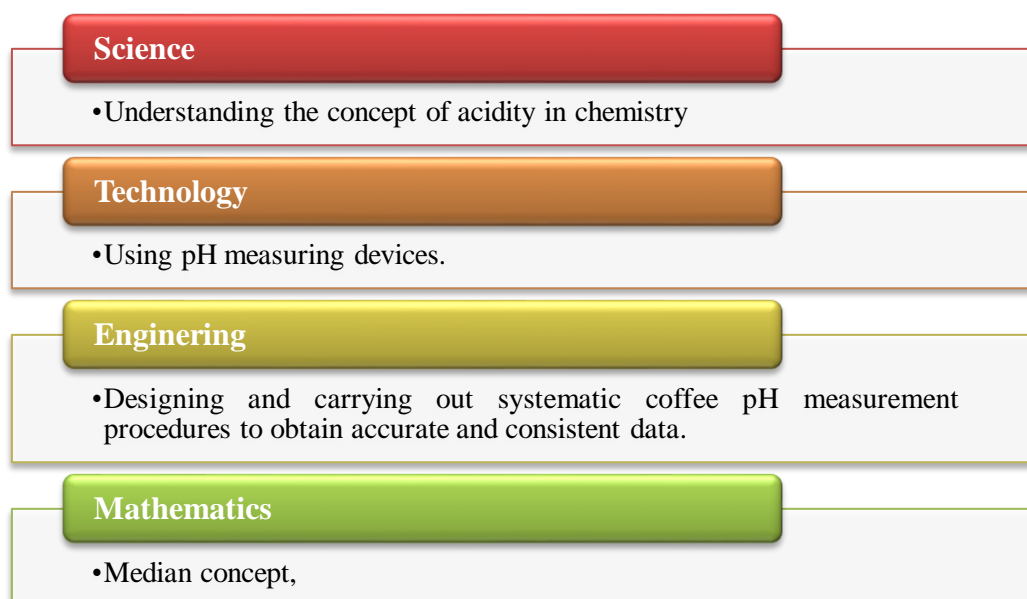 Science
•Understanding the concept of acidity in chemistry
Technology
•Using pH measuring devices.
Enginering
•Designing and carrying out systematic coffee pH measurement
procedures to obtain accurate and consistent data.
Mathematics
•Median concept,